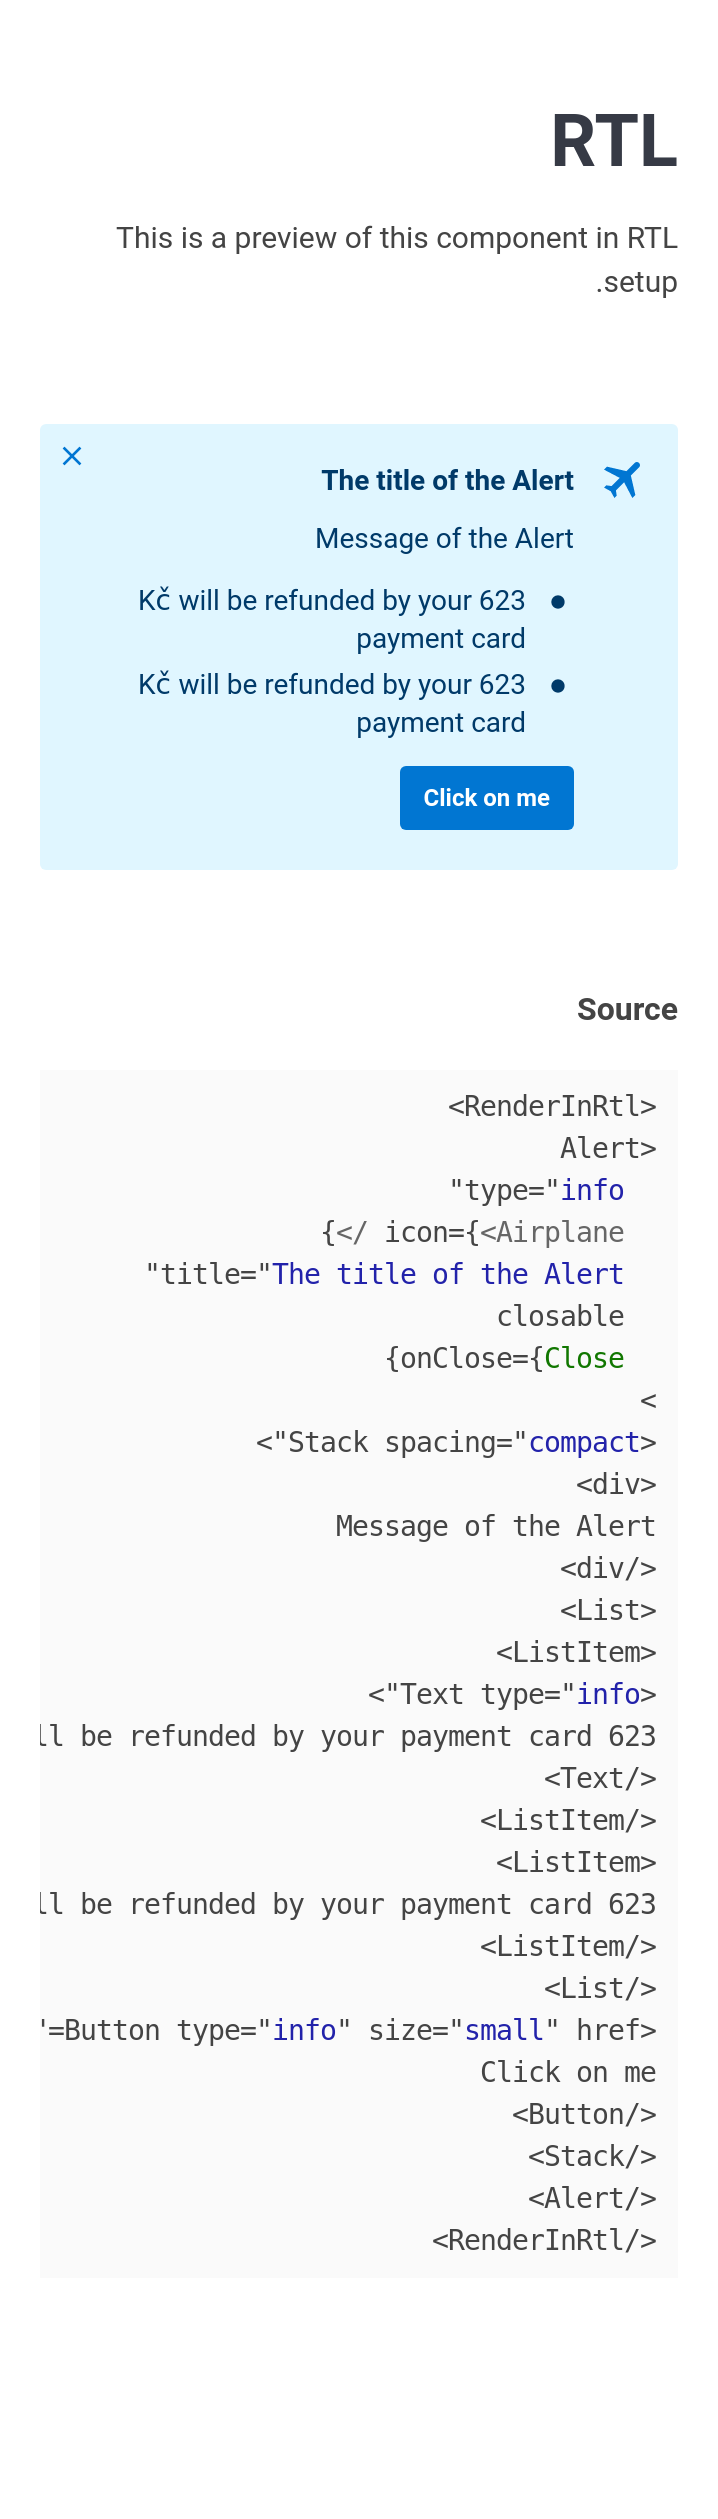 RTL
This is a preview of this component in RTL
.setup
The title of the Alert
Message of the Alert
Kč will be refunded by your 623
payment card
Kč will be refunded by your 623
payment card
Click on me
Source
<RenderInRtl>
Alert>
"type="info
{</ icon={<Airplane
"title="The title of the Alert
closable
{onClose={Close
<
<"Stack spacing="compact>
<div>
Message of the Alert
<div/>
<List>
<ListItem>
<"Text type="info>
be refunded by your payment card 623
<Text/>
<ListItem/>
<ListItem>
be refunded by your payment card 623
<ListItem/>
<List/>
"=Button type="info" size="small" href>
Click on me
<Button/>
<Stack/>
<Alert/>
<RenderInRtl/>